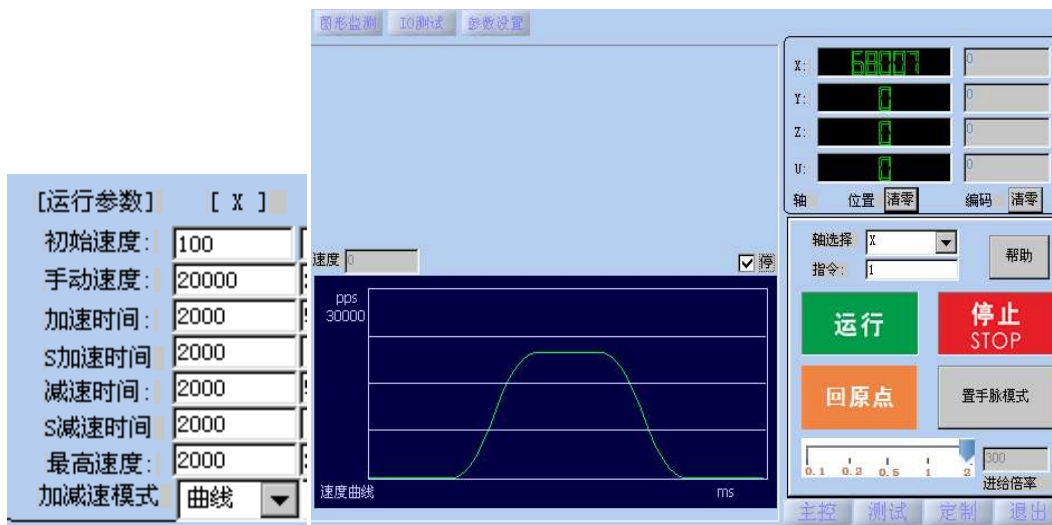 [运行参数] [ X ]
初始速度: 100
手动速度: 20000
加速时间: 2000
S加速时间 2000
减速时间: 2000
S减速时间 2000
最高速度: 2000
加减速模式 曲线
图形监测 IO测试 参数设置
速度 0 停
pps
30000
速度曲线 ms
X: 68007 0
Y: 0 0
Z: 0 0
U: 0 0
轴 位置 清零 编码 清零
轴选择 X 帮助
指令: 1
运行 停止
STOP
回原点 置手脉模式
0.1 0.2 0.5 1 2 300
进给倍率
主控 测试 定制 退出